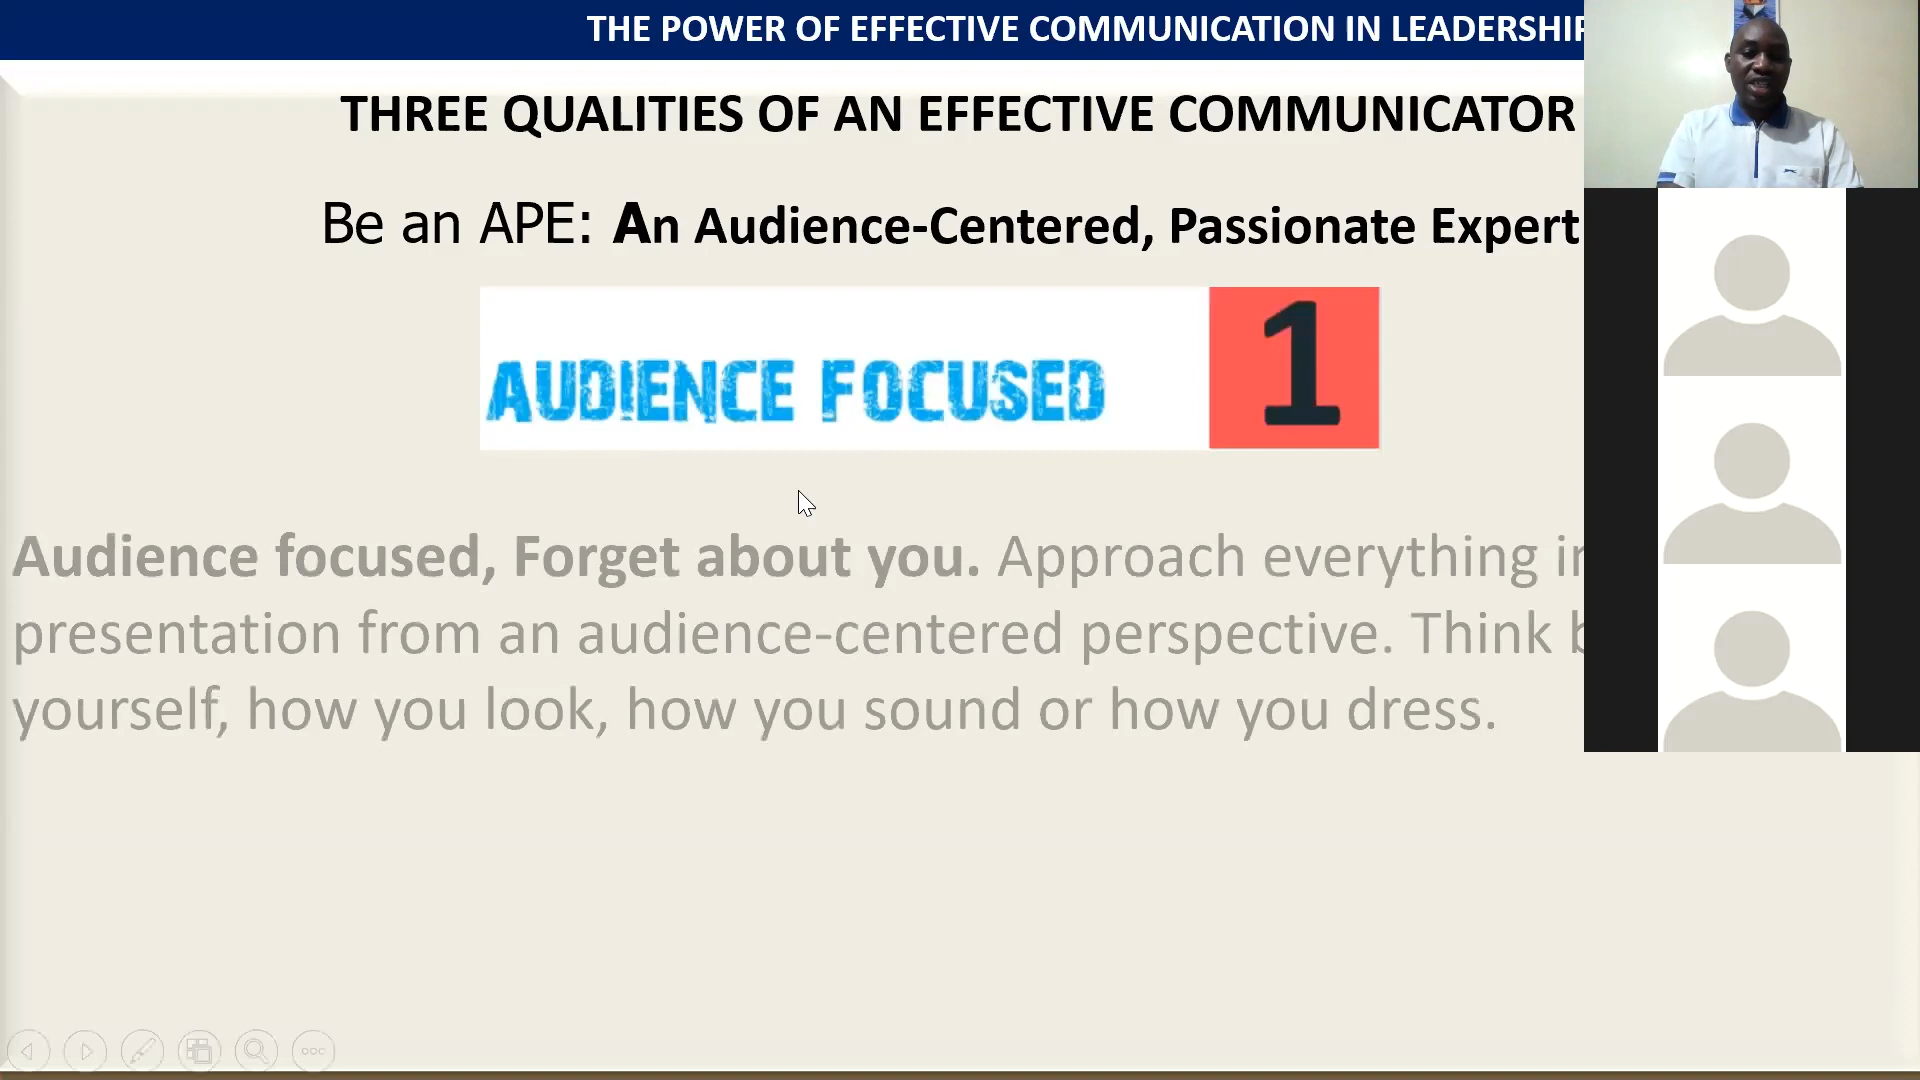 THE POWER OF EFFECTIVE COMMUNICATION IN LEADERSHIP
THREE QUALITIES OF AN EFFECTIVE COMMUNICATOR
Be an APE: An Audience-Centered, Passionate Expert
AUDIENCE FOCUSED
1
Audience focused, Forget about you. Approach everything in
presentation from an audience-centered perspective. Think
yourself, how you look, how you sound or how you dress.